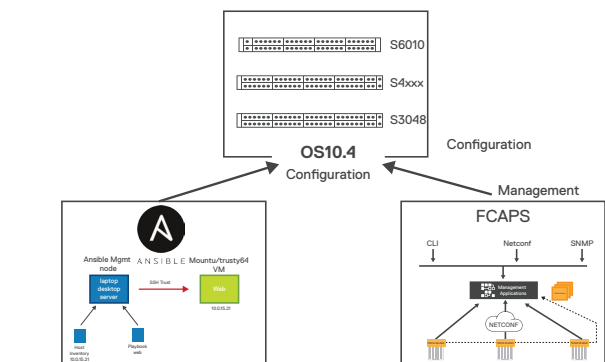 S6010
S4xxx
S3048
OS10.4
Configuration
Configuration
Management
ANSIBLE
Ansible Mgmt
node
Mountu/trusty64
VM
laptop
desktop
server
SSH Trust
Web
10.0.15.21
Host
inventory
10.0.15.21
Playbook
web
FCAPS
CLI
Netconf
SNMP
Management
Applications
NETCONF